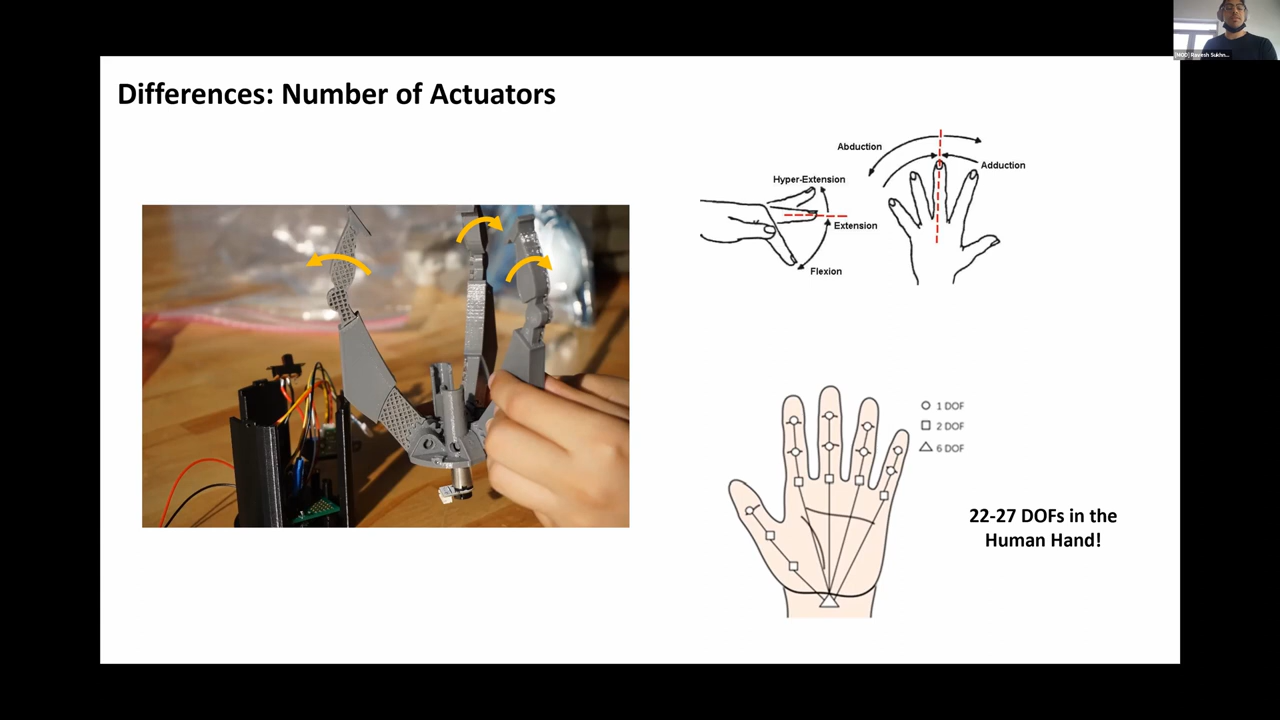 Differences: Number of Actuators
Abduction
Adduction
Hyper-Extension
Extension
Flexion
1 DOF
2 DOF
6 DOF
22-27 DOFs in the
Human Hand!